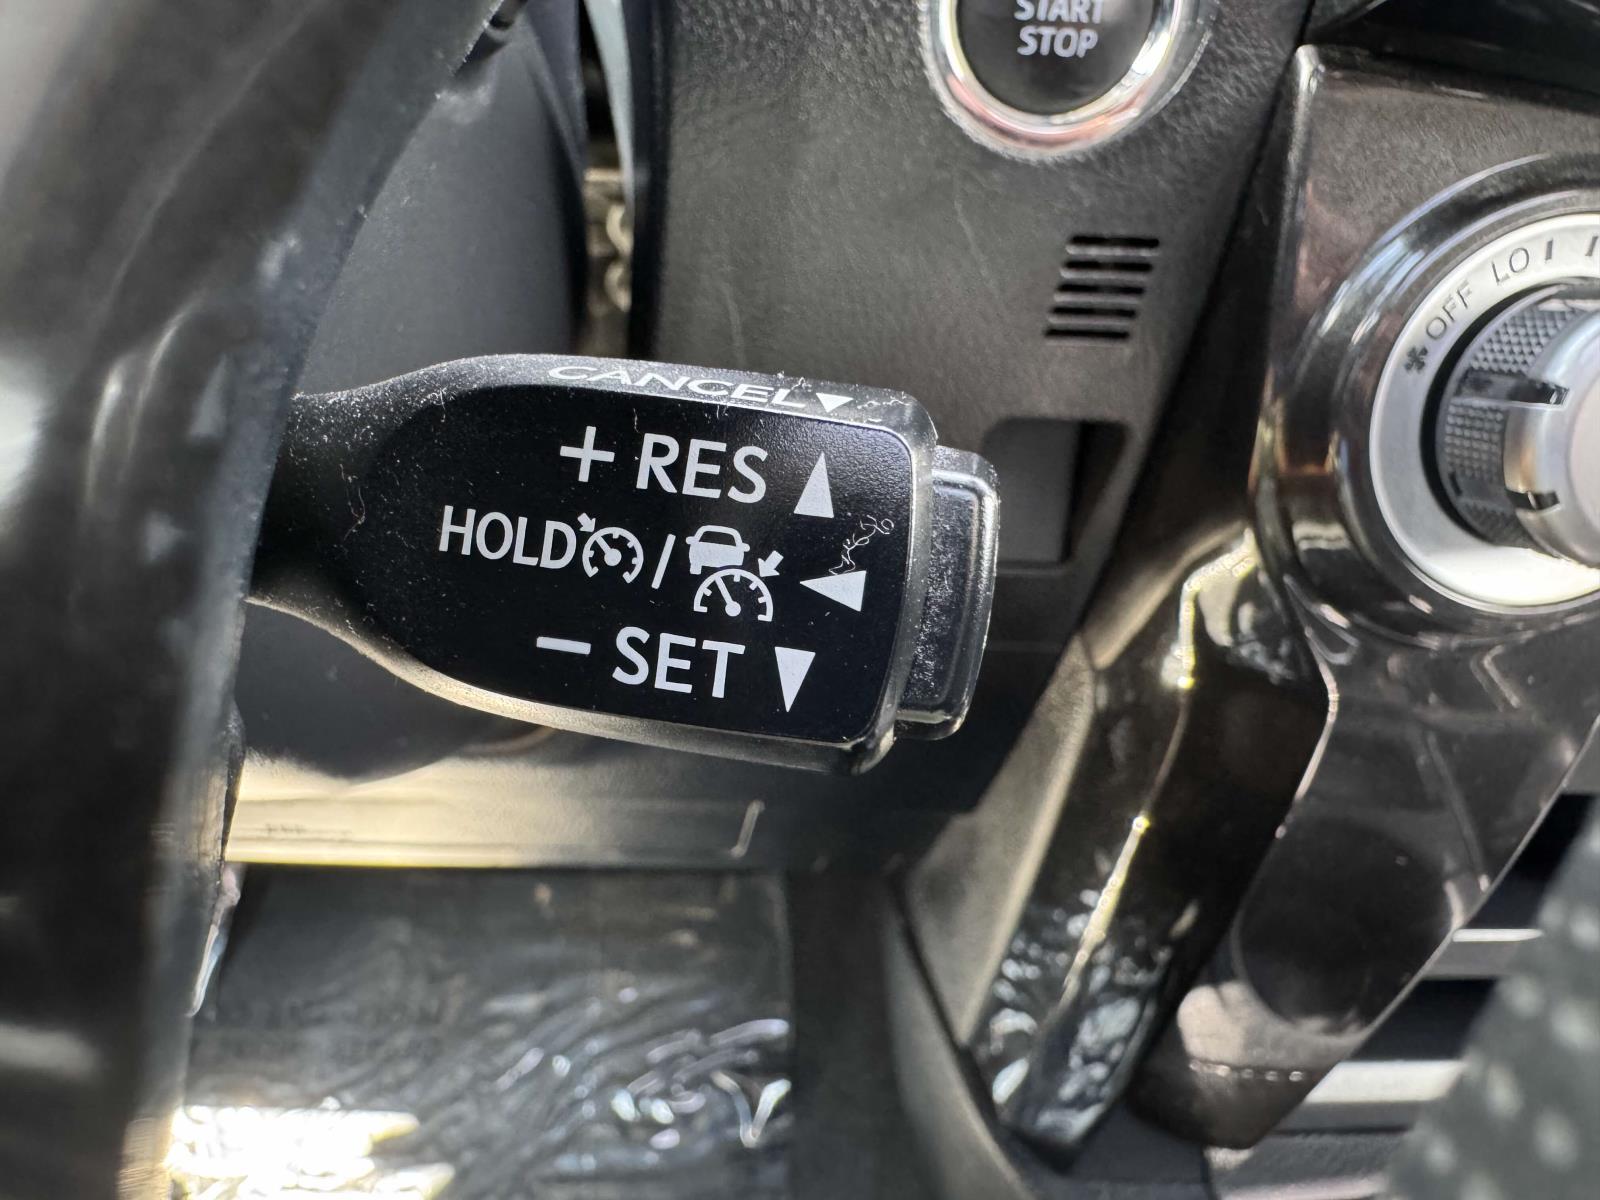 START
STOP
LO
OFF
CANCEL
+ RES
HOLD /
- SET